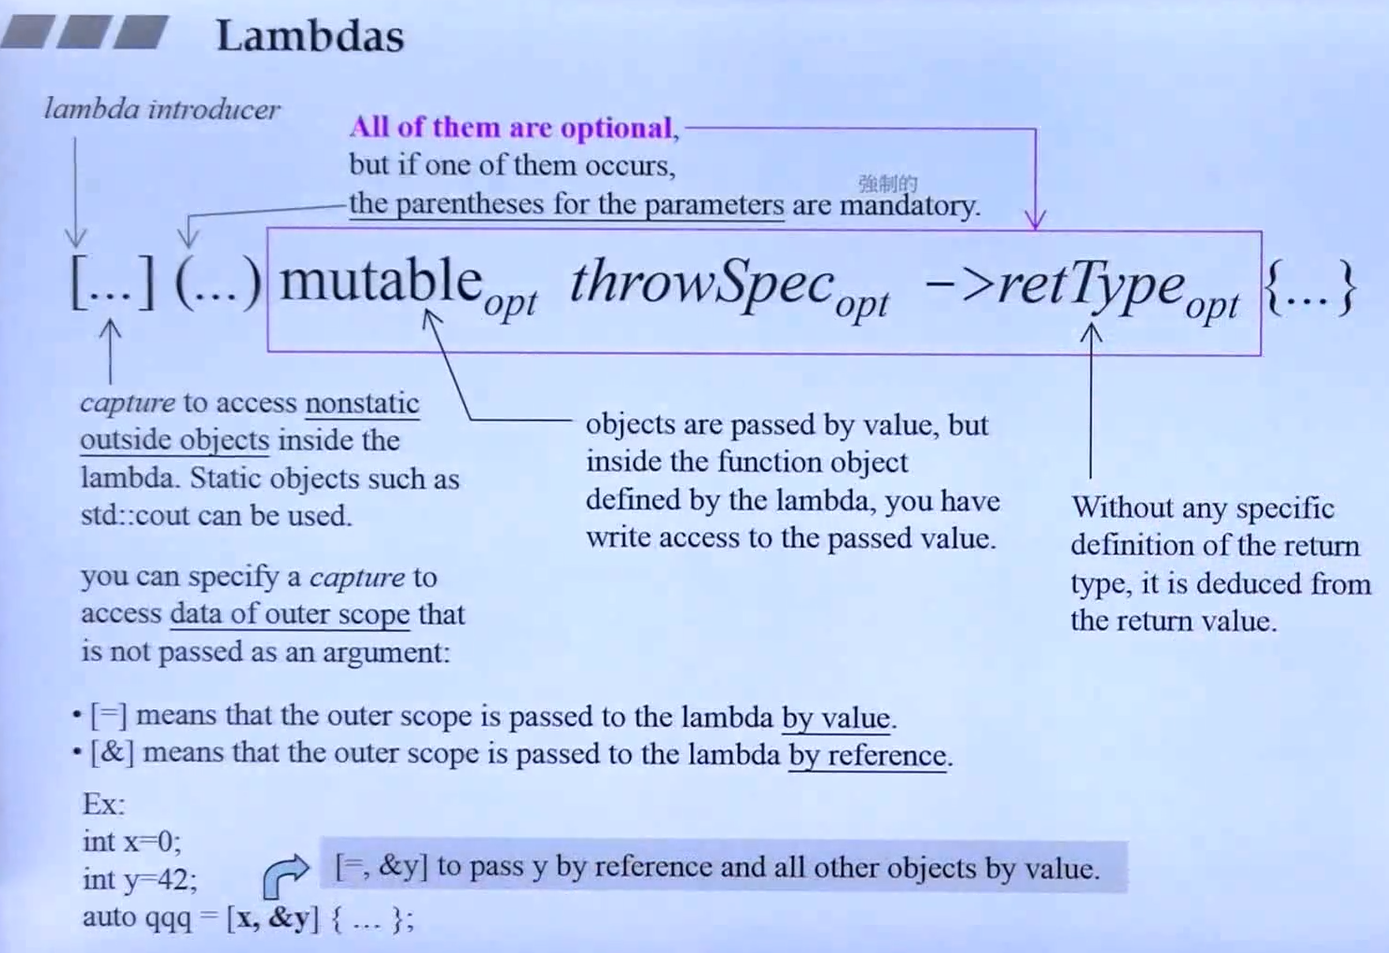 Lambdas
lambda introducer
All of them are optional,
but if one of them occurs,
強制的
the parentheses for the parameters are mandatory.
[...] (...) mutable opt throwSpec opt ->retType opt {...}
capture to access nonstatic
outside objects inside the
lambda. Static objects such as
std::cout can be used.
objects are passed by value, but
inside the function object
defined by the lambda, you have
write access to the passed value.
Without any specific
definition of the return
type, it is deduced from
the return value.
you can specify a capture to
access data of outer scope that
is not passed as an argument:
• [=] means that the outer scope is passed to the lambda by value.
• [&] means that the outer scope is passed to the lambda by reference.
Ex:
int x=0;
int y=42;
auto qqq = [x, &y] { ... };
[=, &y] to pass y by reference and all other objects by value.